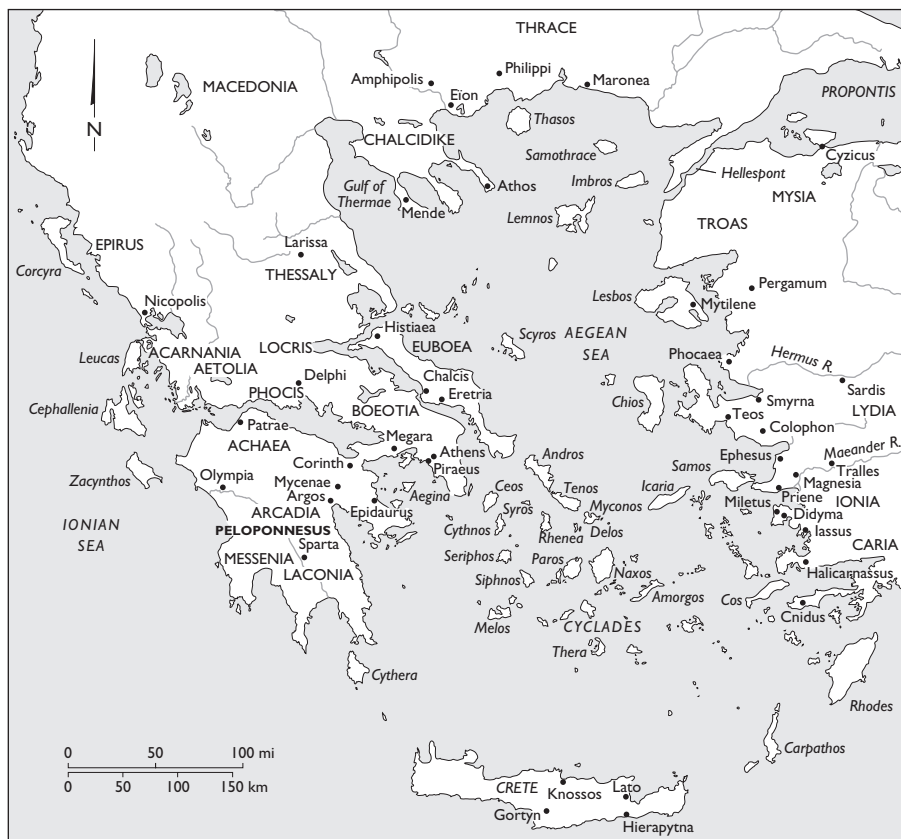 THRACE
Philippi
Amphipolis
Maronea
MACEDONIA
Eïon
PROPONTIS
Thasos
N
CHALCIDIKE
Samothrace
Cyzicus
Hellespont
Gulf of
Thermae
Athos
Imbros
MYSIA
Mende
Lemnos
TROAS
EPIRUS
Larissa
Corcyra
THESSALY
Pergamum
Nicopolis
Lesbos
Mytilene
Histiaea
Scyros
AEGEAN
SEA
EUBOEA
LOCRIS
ACARNANIA
Leucas
Phocaea
Hermus R.
AETOLIA
Delphi
Chalcis
Sardis
PHOCIS
Eretria
Cephallenia
BOEOTIA
Chios
Smyrna
LYDIA
Patrae
Teos
Colophon
ACHAEA
Megara
Athens
Andros
Ephesus
Maeander R.
Corinth
Piraeus
Samos
Tralles
Olympia
Mycenae
Zacynthos
Aegina
Ceos
Tenos
Icaria
Magnesia
Argos
Myconos
Priene
IONIA
ARCADIA
Epidaurus
Syros
Miletus
Didyma
IONIAN
SEA
PELOPONNESUS
Cythnos
Rhenea
Delos
Iassus
Sparta
CARIA
MESSENIA
Seriphos
Paros
Naxos
Halicarnassus
LACONIA
Siphnos
Amorgos
Cos
Cnidus
Melos
CYCLADES
Thera
Cythera
Rhodes
0 50 100 mi
Carpathos
0 50 100 150 km
CRETE
Knossos
Lato
Gortyn
Hierapytna